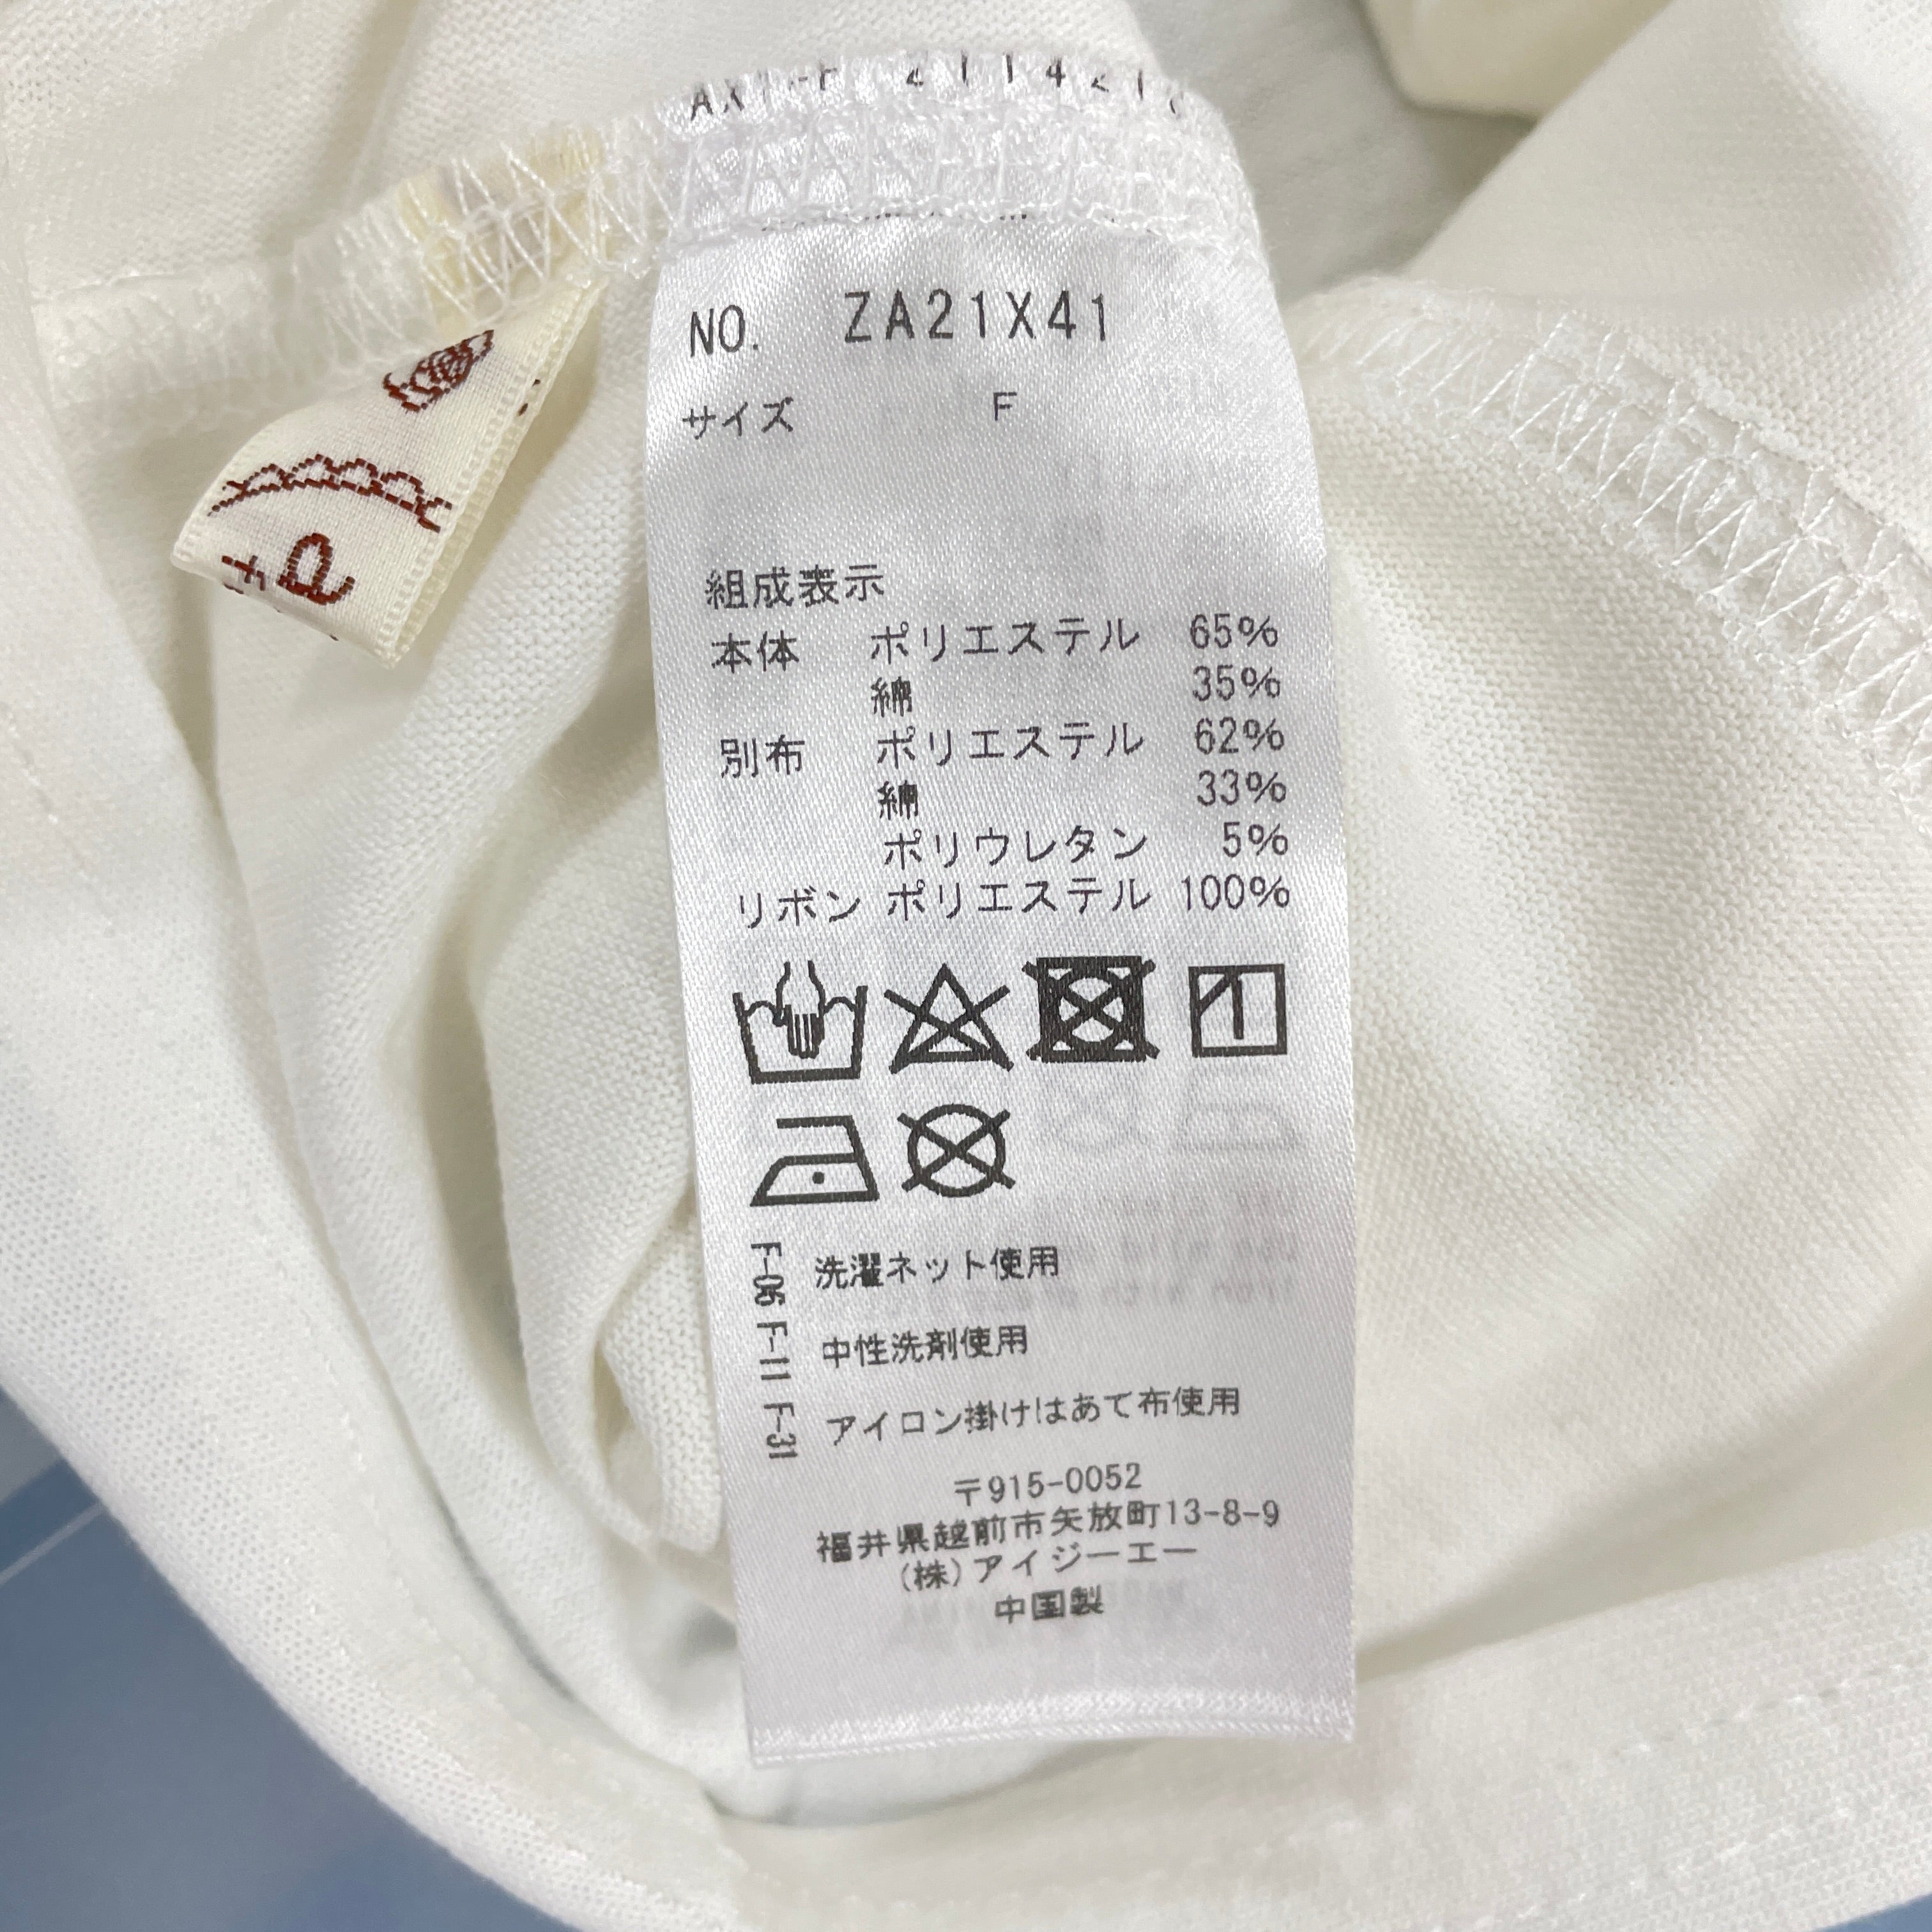 NO. ZA21X41
サイズ F
組成表示
本体 ポリエステル 65%
綿 35%
別布 ポリエステル 62%
綿 33%
ポリウレタン 5%
リボン ポリエステル 100%
F-06 洗濯ネット使用
F-11 中性洗剤使用
F-31 アイロン掛けはあて布使用
〒915-0052
福井県越前市矢放町13-8-9
(株)アイジーエー
中国製